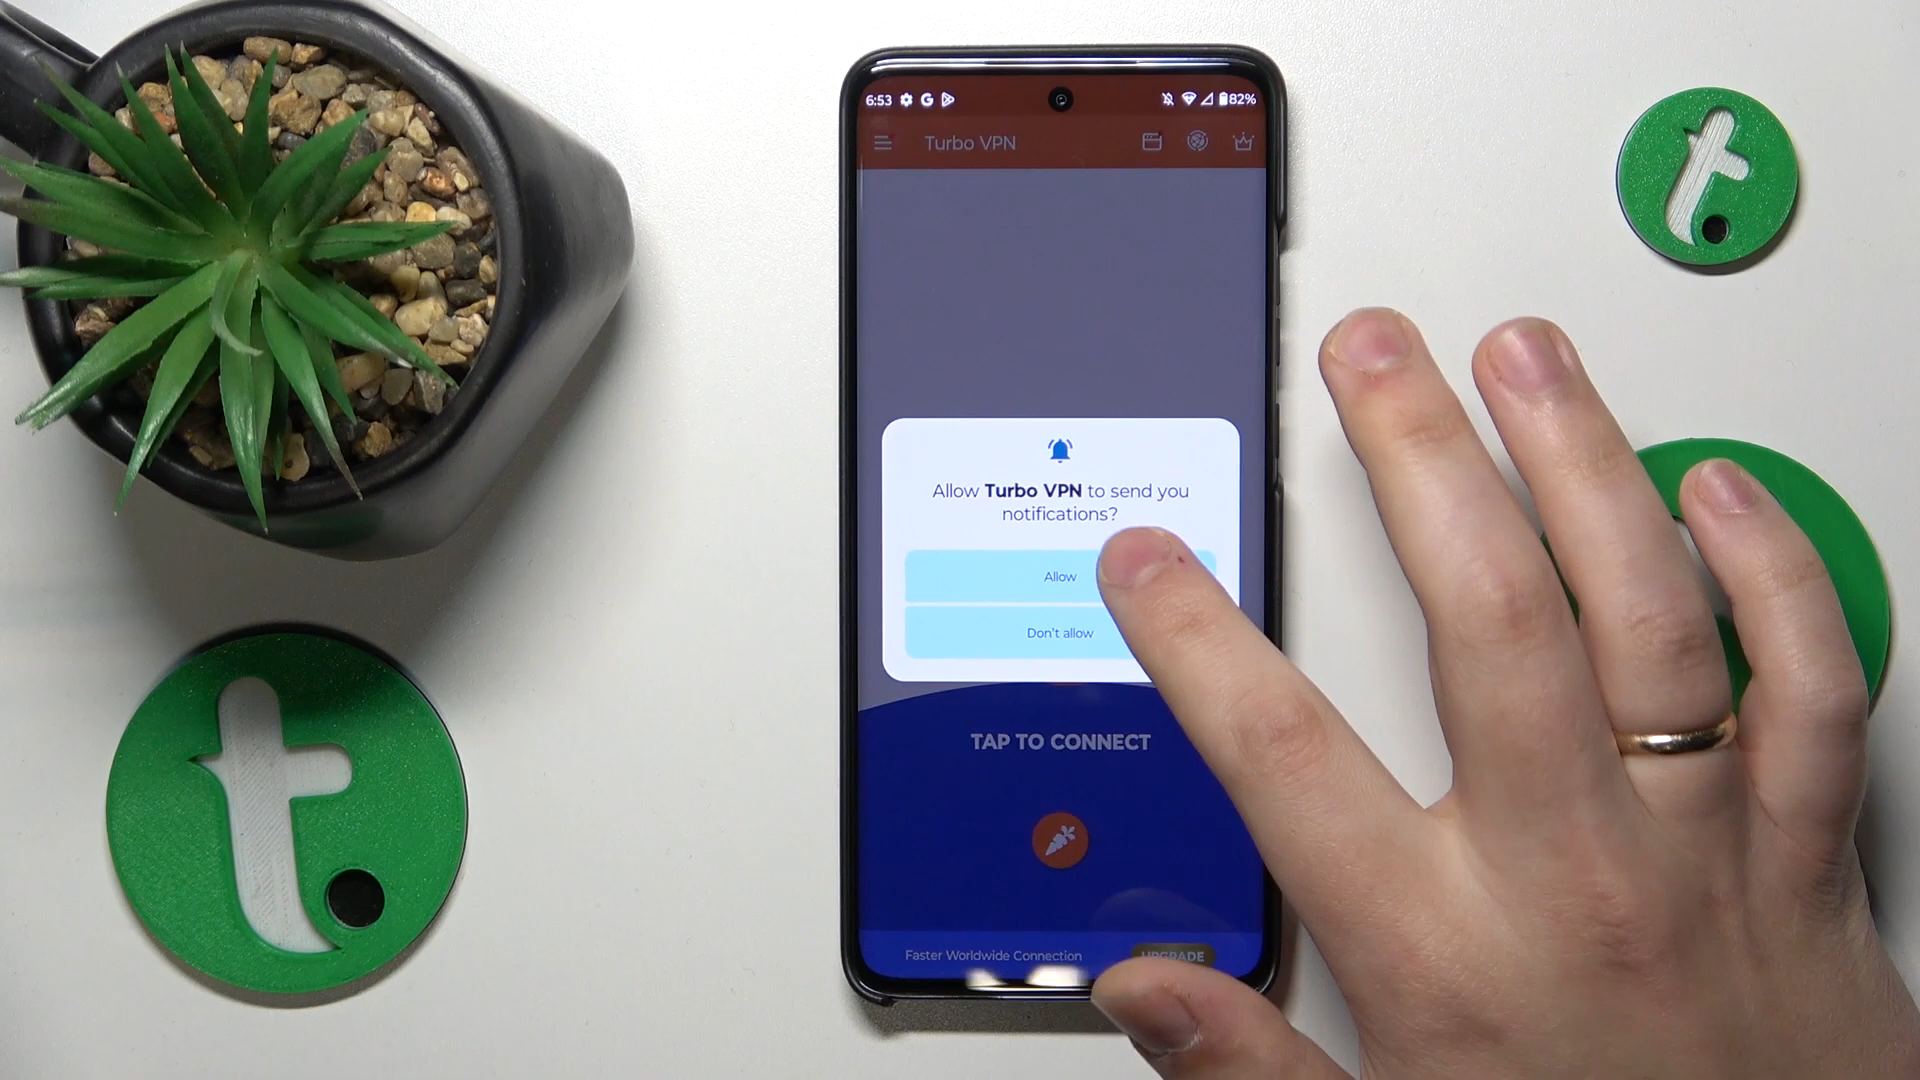 6:53
82%
Turbo VPN
Allow Turbo VPN to send you
notifications?
Allow
Don't allow
TAP TO CONNECT
Faster Worldwide Connection
UPGRADE
t.
t.